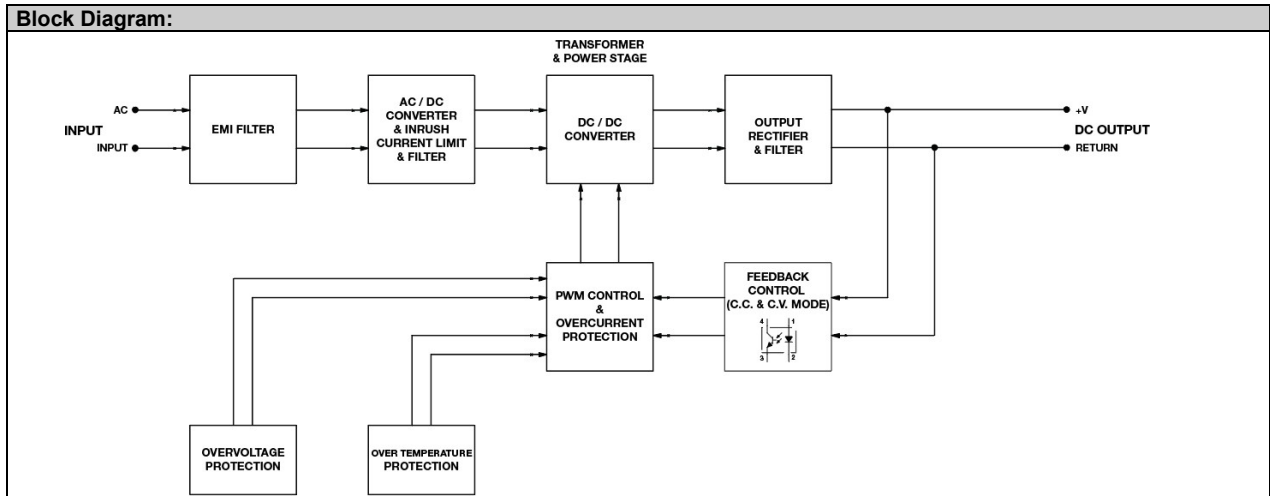 Block Diagram:
TRANSFORMER
& POWER STAGE
AC
INPUT
INPUT
EMI FILTER
AC / DC
CONVERTER
& INRUSH
CURRENT LIMIT
& FILTER
DC / DC
CONVERTER
OUTPUT
RECTIFIER
& FILTER
+V
DC OUTPUT
RETURN
PWM CONTROL
&
OVERCURRENT
PROTECTION
FEEDBACK
CONTROL
(C.C. & C.V. MODE)
4 1
3 2
OVERVOLTAGE
PROTECTION
OVER TEMPERATURE
PROTECTION